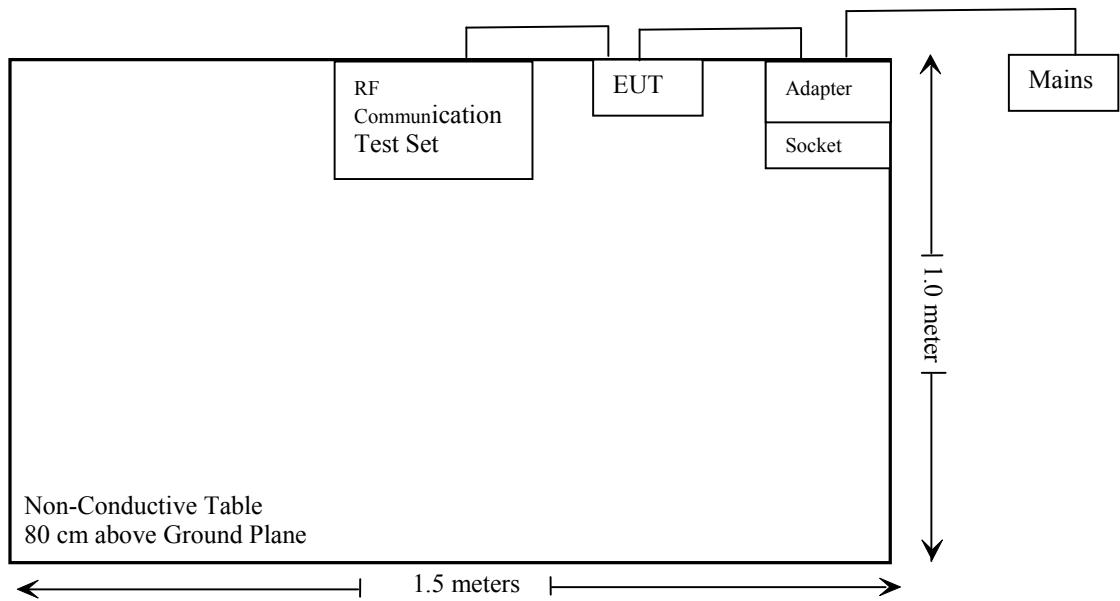 RF
Communication
Test Set
EUT
Adapter
Socket
Mains
1.0 meter
Non-Conductive Table
80 cm above Ground Plane
1.5 meters